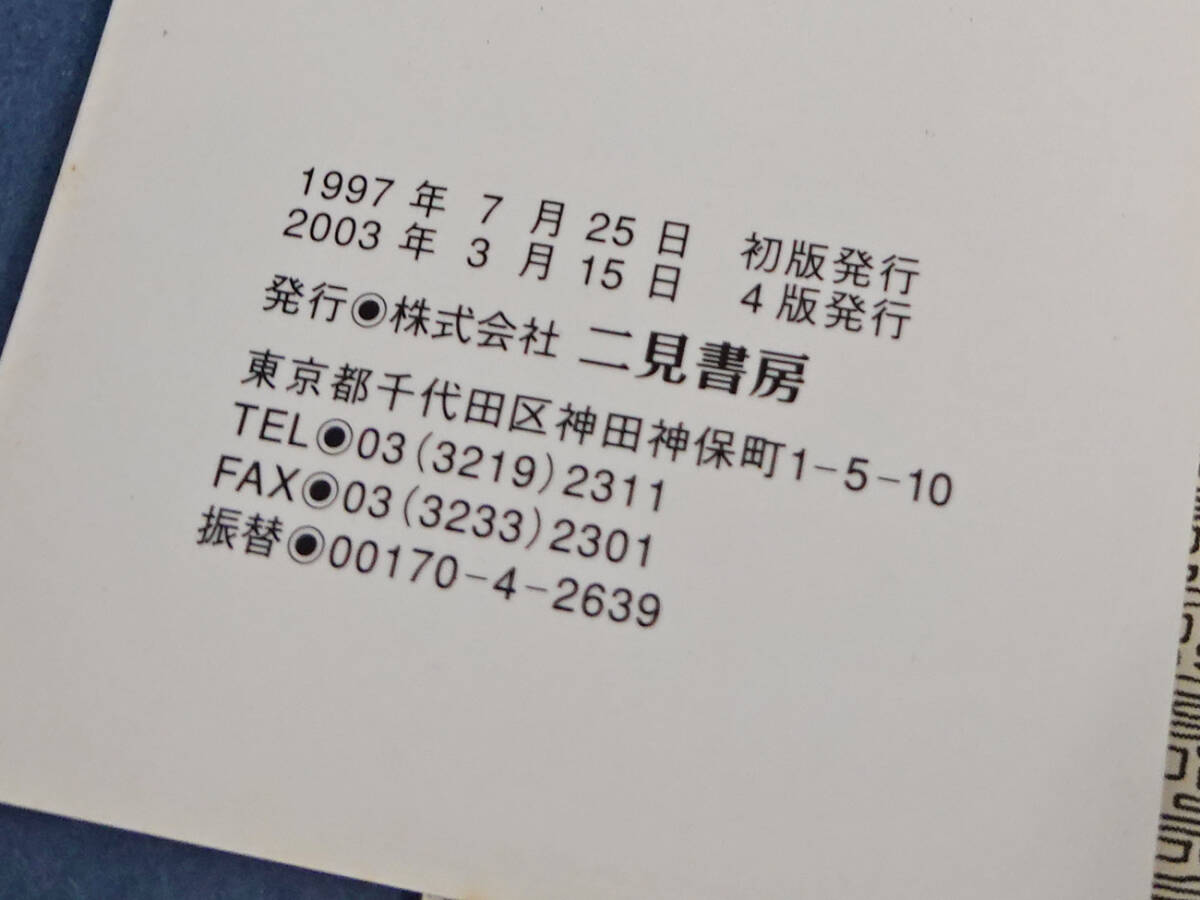 1997 年 7 月 25 日 初版発行
2003 年 3 月 15 日 4 版発行
発行◉株式会社 二見書房
東京都千代田区神田神保町1-5-10
TEL◉03(3219)2311
FAX◉03(3233)2301
振替◉00170-4-2639